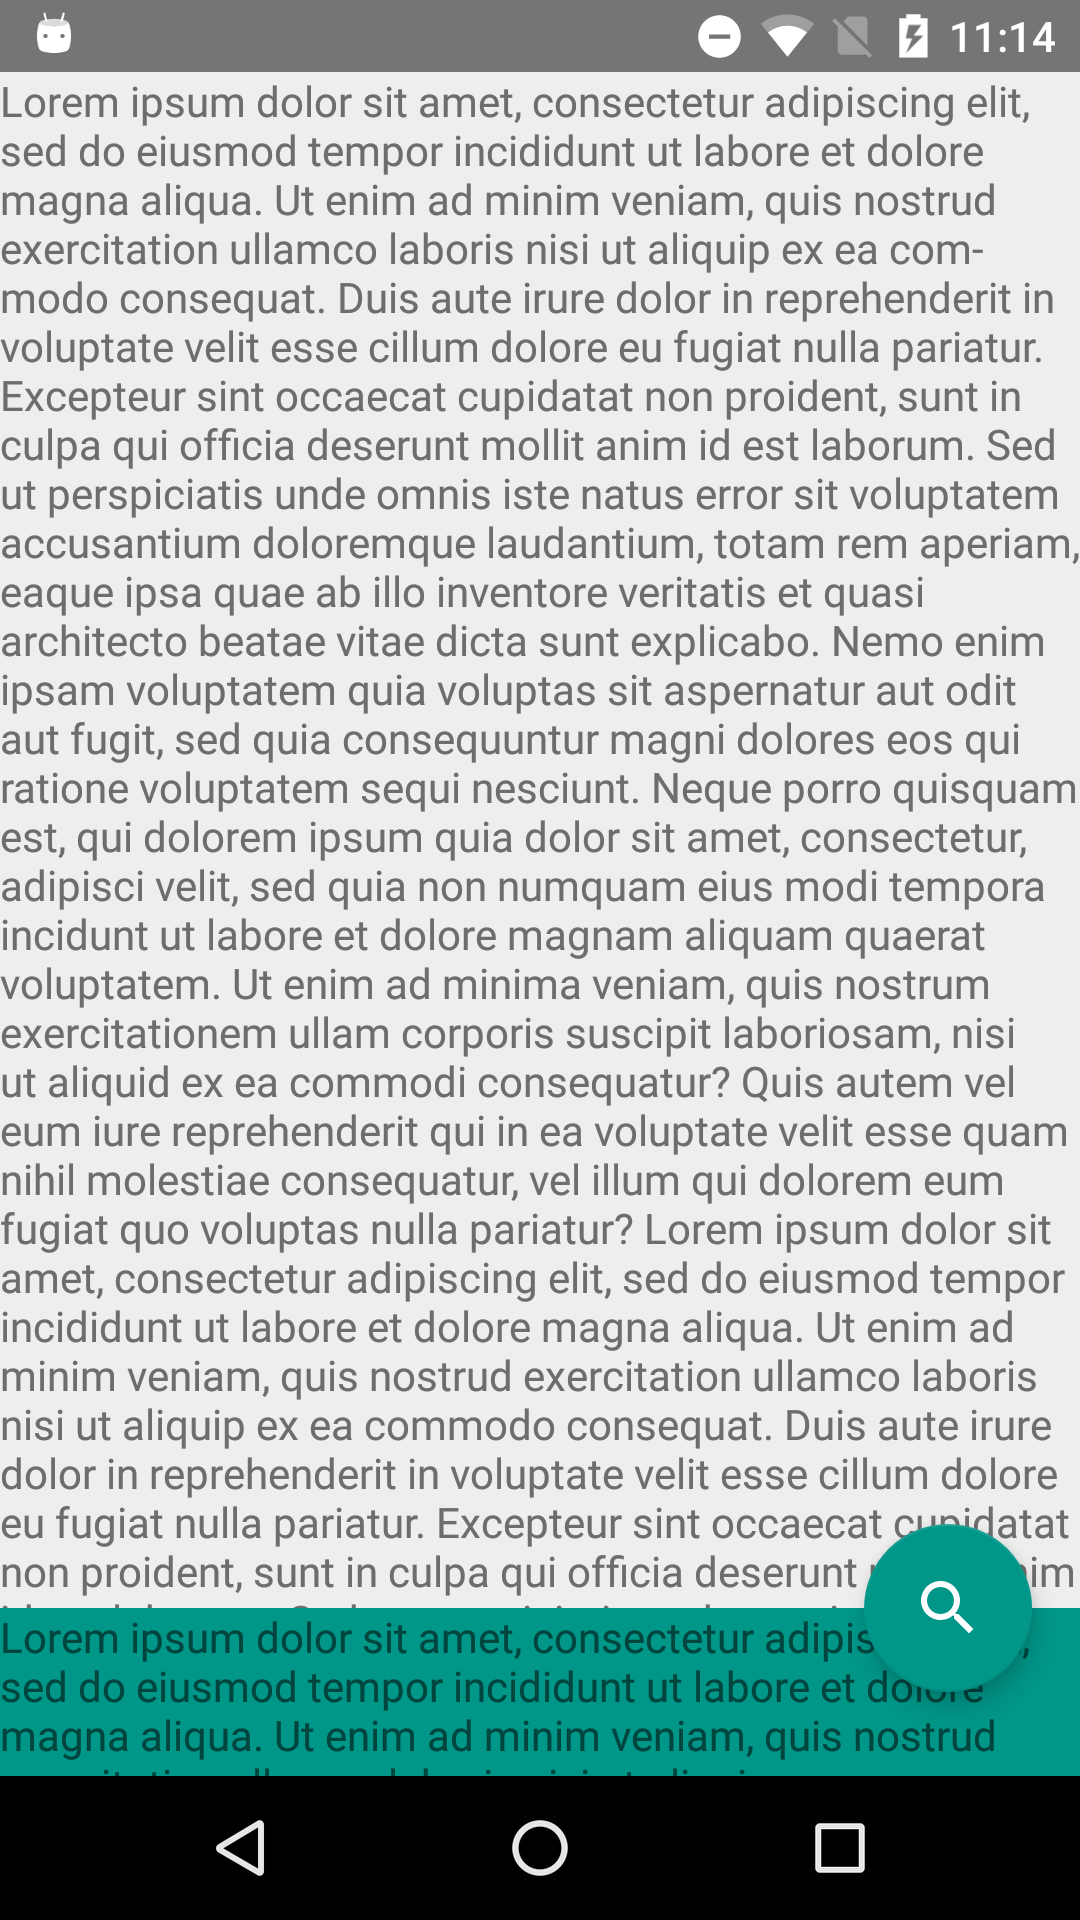 11:14
Lorem ipsum dolor sit amet, consectetur adipiscing elit,
sed do eiusmod tempor incididunt ut labore et dolore
magna aliqua. Ut enim ad minim veniam, quis nostrud
exercitation ullamco laboris nisi ut aliquip ex ea com-
modo consequat. Duis aute irure dolor in reprehenderit in
voluptate velit esse cillum dolore eu fugiat nulla pariatur.
Excepteur sint occaecat cupidatat non proident, sunt in
culpa qui officia deserunt mollit anim id est laborum. Sed
ut perspiciatis unde omnis iste natus error sit voluptatem
accusantium doloremque laudantium, totam rem aperiam,
eaque ipsa quae ab illo inventore veritatis et quasi
architecto beatae vitae dicta sunt explicabo. Nemo enim
ipsam voluptatem quia voluptas sit aspernatur aut odit
aut fugit, sed quia consequuntur magni dolores eos qui
ratione voluptatem sequi nesciunt. Neque porro quisquam
est, qui dolorem ipsum quia dolor sit amet, consectetur,
adipisci velit, sed quia non numquam eius modi tempora
incidunt ut labore et dolore magnam aliquam quaerat
voluptatem. Ut enim ad minima veniam, quis nostrum
exercitationem ullam corporis suscipit laboriosam, nisi
ut aliquid ex ea commodi consequatur? Quis autem vel
eum iure reprehenderit qui in ea voluptate velit esse quam
nihil molestiae consequatur, vel illum qui dolorem eum
fugiat quo voluptas nulla pariatur? Lorem ipsum dolor sit
amet, consectetur adipiscing elit, sed do eiusmod tempor
incididunt ut labore et dolore magna aliqua. Ut enim ad
minim veniam, quis nostrud exercitation ullamco laboris
nisi ut aliquip ex ea commodo consequat. Duis aute irure
dolor in reprehenderit in voluptate velit esse cillum dolore
eu fugiat nulla pariatur. Excepteur sint occaecat cupidatat
non proident, sunt in culpa qui officia deserunt
Lorem ipsum dolor sit amet, consectetur
sed do eiusmod tempor incididunt ut labore et dolore
magna aliqua. Ut enim ad minim veniam, quis nostrud